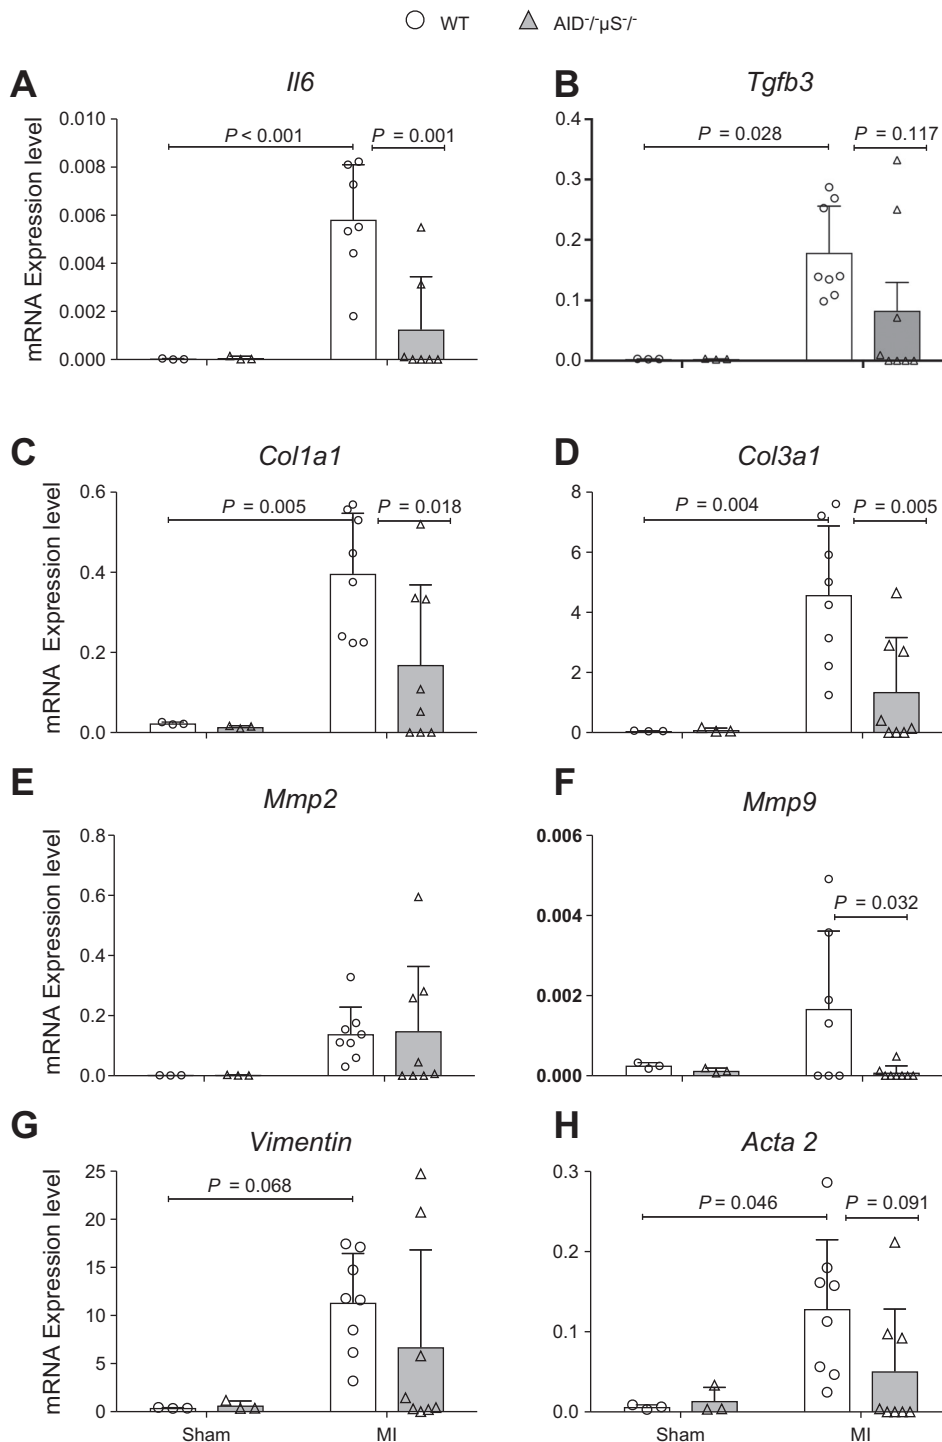 WT AID⁻/⁻µS⁻/⁻
A Il6
mRNA Expression level
0.010
0.008
0.006
0.004
0.002
0.000
P < 0.001 P = 0.001
B Tgfb3
0.4
0.3
0.2
0.1
0.0
P = 0.028 P = 0.117
C Col1a1
mRNA Expression level
0.6
0.4
0.2
0.0
P = 0.005 P = 0.018
D Col3a1
8
6
4
2
0
P = 0.004 P = 0.005
E Mmp2
mRNA Expression level
0.8
0.6
0.4
0.2
0.0
F Mmp9
0.006
0.004
0.002
0.000
P = 0.032
G Vimentin
mRNA Expression level
25
20
15
10
5
0
P = 0.068
Sham MI
H Acta 2
0.3
0.2
0.1
0.0
P = 0.046 P = 0.091
Sham MI